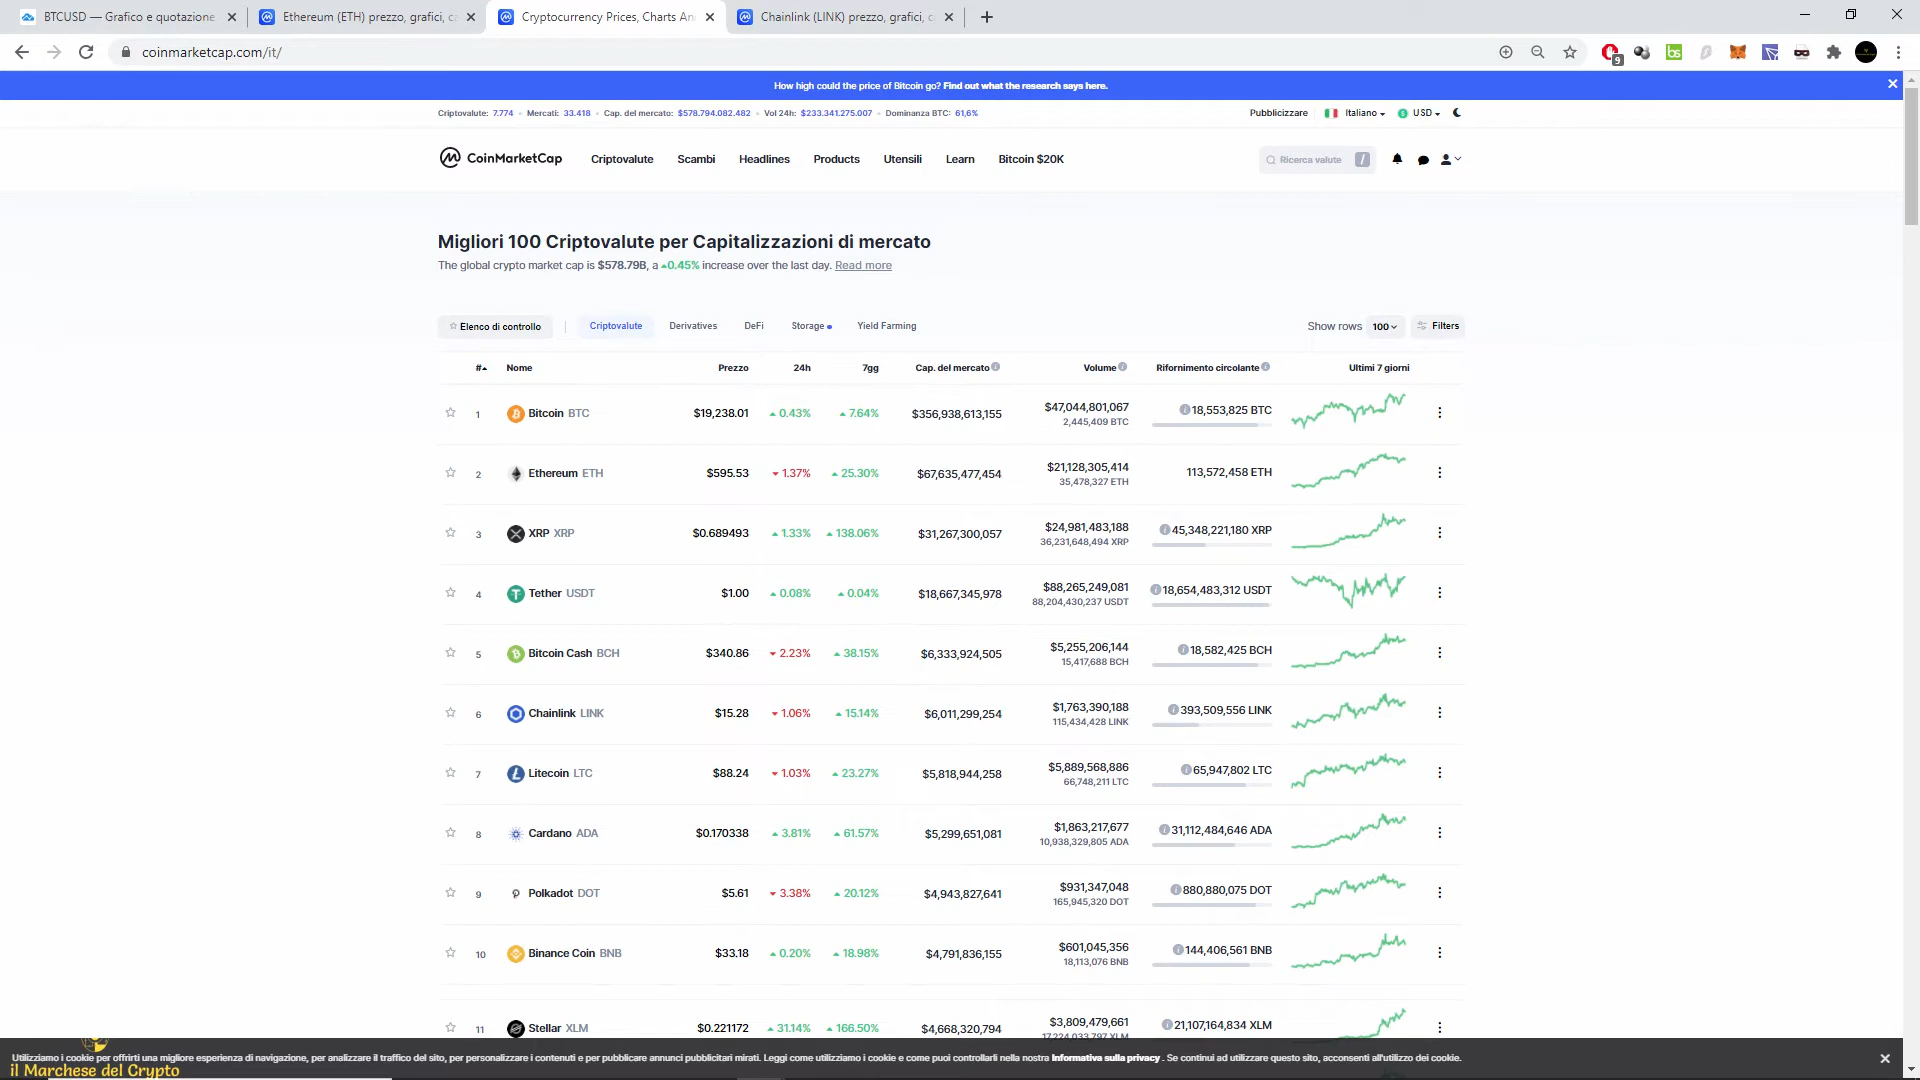 BTCUSD — Grafico e quotazione
Ethereum (ETH) prezzo, grafici, ca
Cryptocurrency Prices, Charts An
Chainlink (LINK) prezzo, grafici, c
coinmarketcap.com/it/
9
bs
How high could the price of Bitcoin go? Find out what the research says here.
Criptovalute: 7.774 Mercati: 33.418 Cap. del mercato: $578.794.082.482 Vol 24h: $233.341.275.007 Dominanza BTC: 61,6%
Pubblicizzare Italiano USD
CoinMarketCap Criptovalute Scambi Headlines Products Utensili Learn Bitcoin $20K Ricerca valute /
Migliori 100 Criptovalute per Capitalizzazioni di mercato
The global crypto market cap is $578.79B, a 0.45% increase over the last day. Read more
Elenco di controllo Criptovalute Derivatives DeFi Storage Yield Farming Show rows 100 Filters
# Nome Prezzo 24h 7gg Cap. del mercato Volume Rifornimento circolante Ultimi 7 giorni
1 Bitcoin BTC $19,238.01 0.43% 7.64% $356,938,613,155 $47,044,801,067 18,553,825 BTC
2,445,409 BTC
2 Ethereum ETH $595.53 1.37% 25.30% $67,635,477,454 $21,128,305,414 113,572,458 ETH
35,478,327 ETH
3 XRP XRP $0.689493 1.33% 138.06% $31,267,300,057 $24,981,483,188 45,348,221,180 XRP
36,231,648,494 XRP
4 Tether USDT $1.00 0.08% 0.04% $18,667,345,978 $88,265,249,081 18,654,483,312 USDT
88,204,430,237 USDT
5 Bitcoin Cash BCH $340.86 2.23% 38.15% $6,333,924,505 $5,255,206,144 18,582,425 BCH
15,417,688 BCH
6 Chainlink LINK $15.28 1.06% 15.14% $6,011,299,254 $1,763,390,188 393,509,556 LINK
115,434,428 LINK
7 Litecoin LTC $88.24 1.03% 23.27% $5,818,944,258 $5,889,568,886 65,947,802 LTC
66,748,211 LTC
8 Cardano ADA $0.170338 3.81% 61.57% $5,299,651,081 $1,863,217,677 31,112,484,646 ADA
10,938,329,805 ADA
9 Polkadot DOT $5.61 3.38% 20.12% $4,943,827,641 $931,347,048 880,880,075 DOT
165,945,320 DOT
10 Binance Coin BNB $33.18 0.20% 18.98% $4,791,836,155 $601,045,356 144,406,561 BNB
18,113,076 BNB
11 Stellar XLM $0.221172 31.14% 166.50% $4,668,320,794 $3,809,479,661 21,107,164,834 XLM
17,224,033,797 XLM
Utilizziamo i cookie per offrirti una migliore esperienza di navigazione, per analizzare il traffico del sito, per personalizzare i contenuti e per pubblicare annunci pubblicitari mirati. Leggi come utilizziamo i cookie e come puoi controllarli nella nostra Informativa sulla privacy . Se continui ad utilizzare questo sito, acconsenti all'utilizzo dei cookie.
il Marchese del Crypto